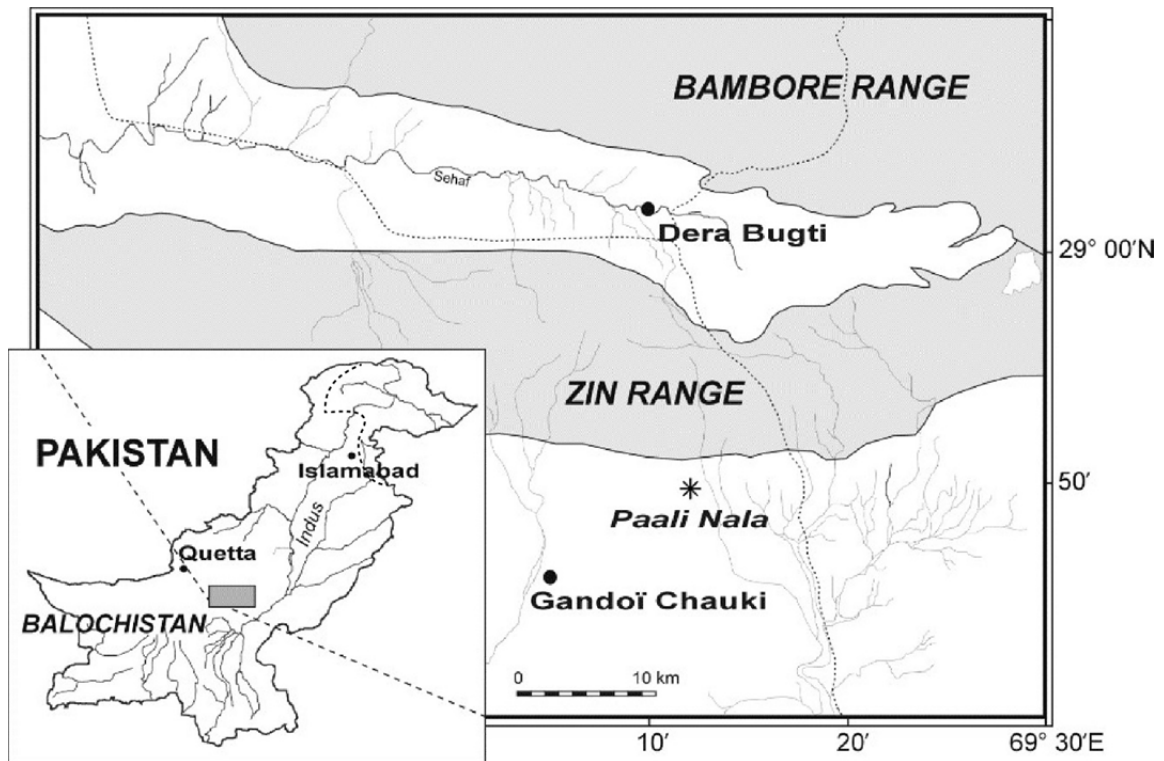 BAMBORE RANGE
Sehaf
Dera Bugti
29° 00′N
ZIN RANGE
50′
Paali Nala
Gandoï Chauki
0 10 km
10′ 20′ 69° 30′E
PAKISTAN
Islamabad
Indus
Quetta
BALOCHISTAN